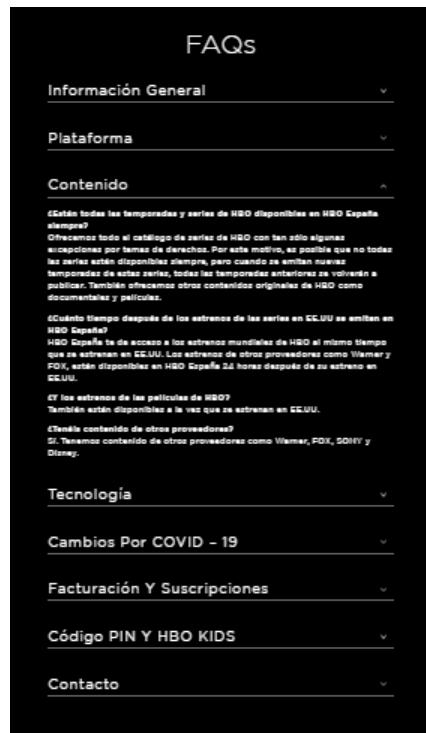 FAQs
Información General
Plataforma
Contenido
¿Están todas las temporadas y series de HBO disponibles en HBO España
siempre?
Ofrecemos todo el catálogo de series de HBO con tan sólo algunas
excepciones por temas de derechos. Por este motivo, es posible que no todas
las series estén disponibles siempre, pero cuando se emitan nuevas
temporadas de estas series, todas las temporadas anteriores se volverán a
publicar. También ofrecemos otros contenidos originales de HBO como
documentales y películas.
¿Cuánto tiempo después de los estrenos de las series en EE.UU se emiten en
HBO España?
HBO España te da acceso a los estrenos mundiales de HBO al mismo tiempo
que se estrenan en EE.UU. Los estrenos de otros proveedores como Warner y
FOX, están disponibles en HBO España 24 horas después de su estreno en
EE.UU.
¿Y los estrenos de las películas de HBO?
También están disponibles a la vez que se estrenan en EE.UU.
¿Tenéis contenido de otros proveedores?
Sí. Tenemos contenido de otros proveedores como Warner, FOX, SONY y
Disney.
Tecnología
Cambios Por COVID – 19
Facturación Y Suscripciones
Código PIN Y HBO KIDS
Contacto